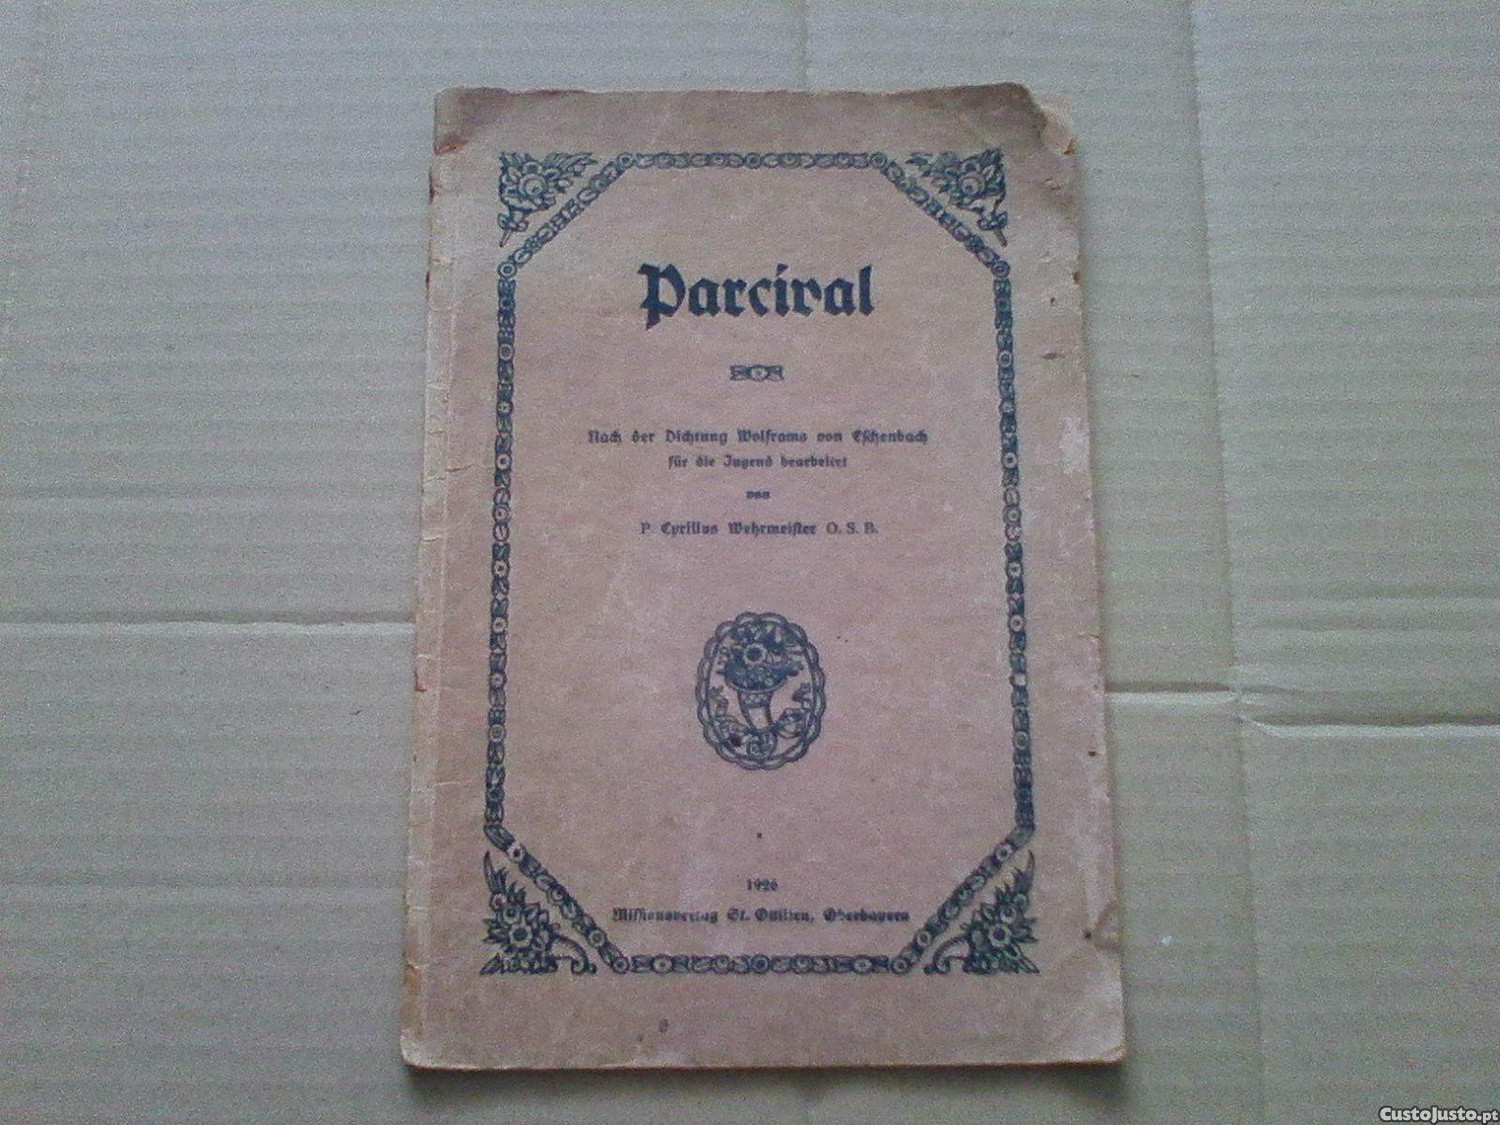 Parcival
Nach der Dichtung Wolframs von Eschenbach
für die Jugend bearbeitet
von
P. Cyrillus Wehrmeister O. S. B.
1926
Missionsverlag St. Ottilien, Oberbayern
CustoJusto.pt